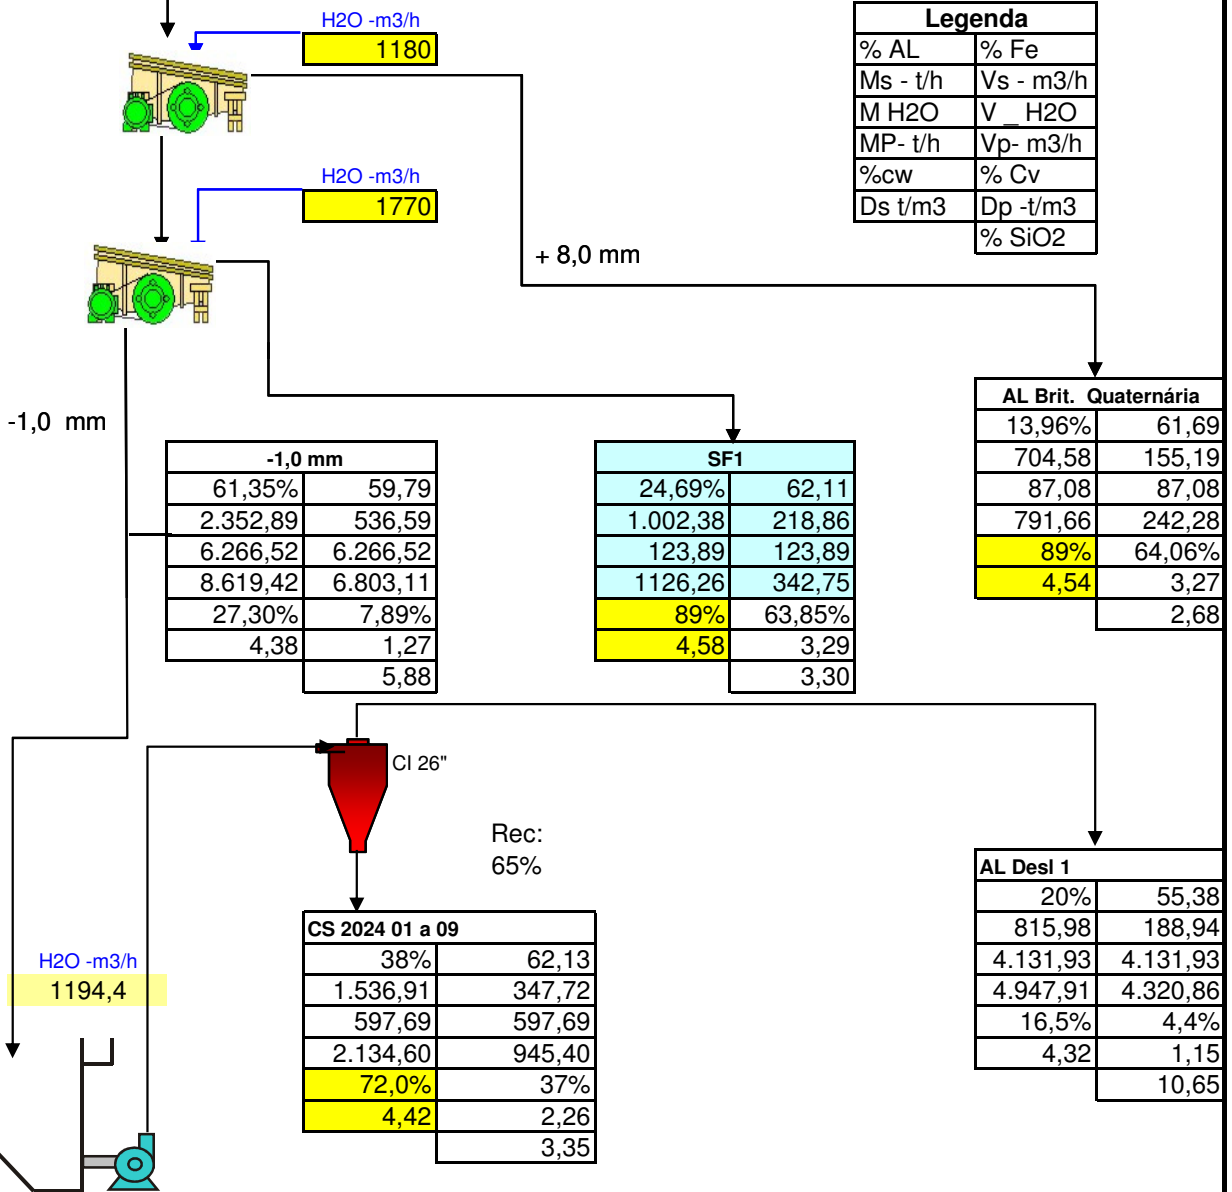 H2O -m3/h
1180
Legenda
% AL % Fe
Ms - t/h Vs - m3/h
M H2O V _ H2O
MP- t/h Vp- m3/h
%cw % Cv
Ds t/m3 Dp -t/m3
% SiO2
H2O -m3/h
1770
+ 8,0 mm
-1,0 mm
AL Brit. Quaternária
13,96% 61,69
704,58 155,19
87,08 87,08
791,66 242,28
89% 64,06%
4,54 3,27
2,68
-1,0 mm
61,35% 59,79
2.352,89 536,59
6.266,52 6.266,52
8.619,42 6.803,11
27,30% 7,89%
4,38 1,27
5,88
SF1
24,69% 62,11
1.002,38 218,86
123,89 123,89
1126,26 342,75
89% 63,85%
4,58 3,29
3,30
CI 26"
Rec:
65%
AL Desl 1
20% 55,38
815,98 188,94
4.131,93 4.131,93
4.947,91 4.320,86
16,5% 4,4%
4,32 1,15
10,65
CS 2024 01 a 09
38% 62,13
1.536,91 347,72
597,69 597,69
2.134,60 945,40
72,0% 37%
4,42 2,26
3,35
H2O -m3/h
1194,4